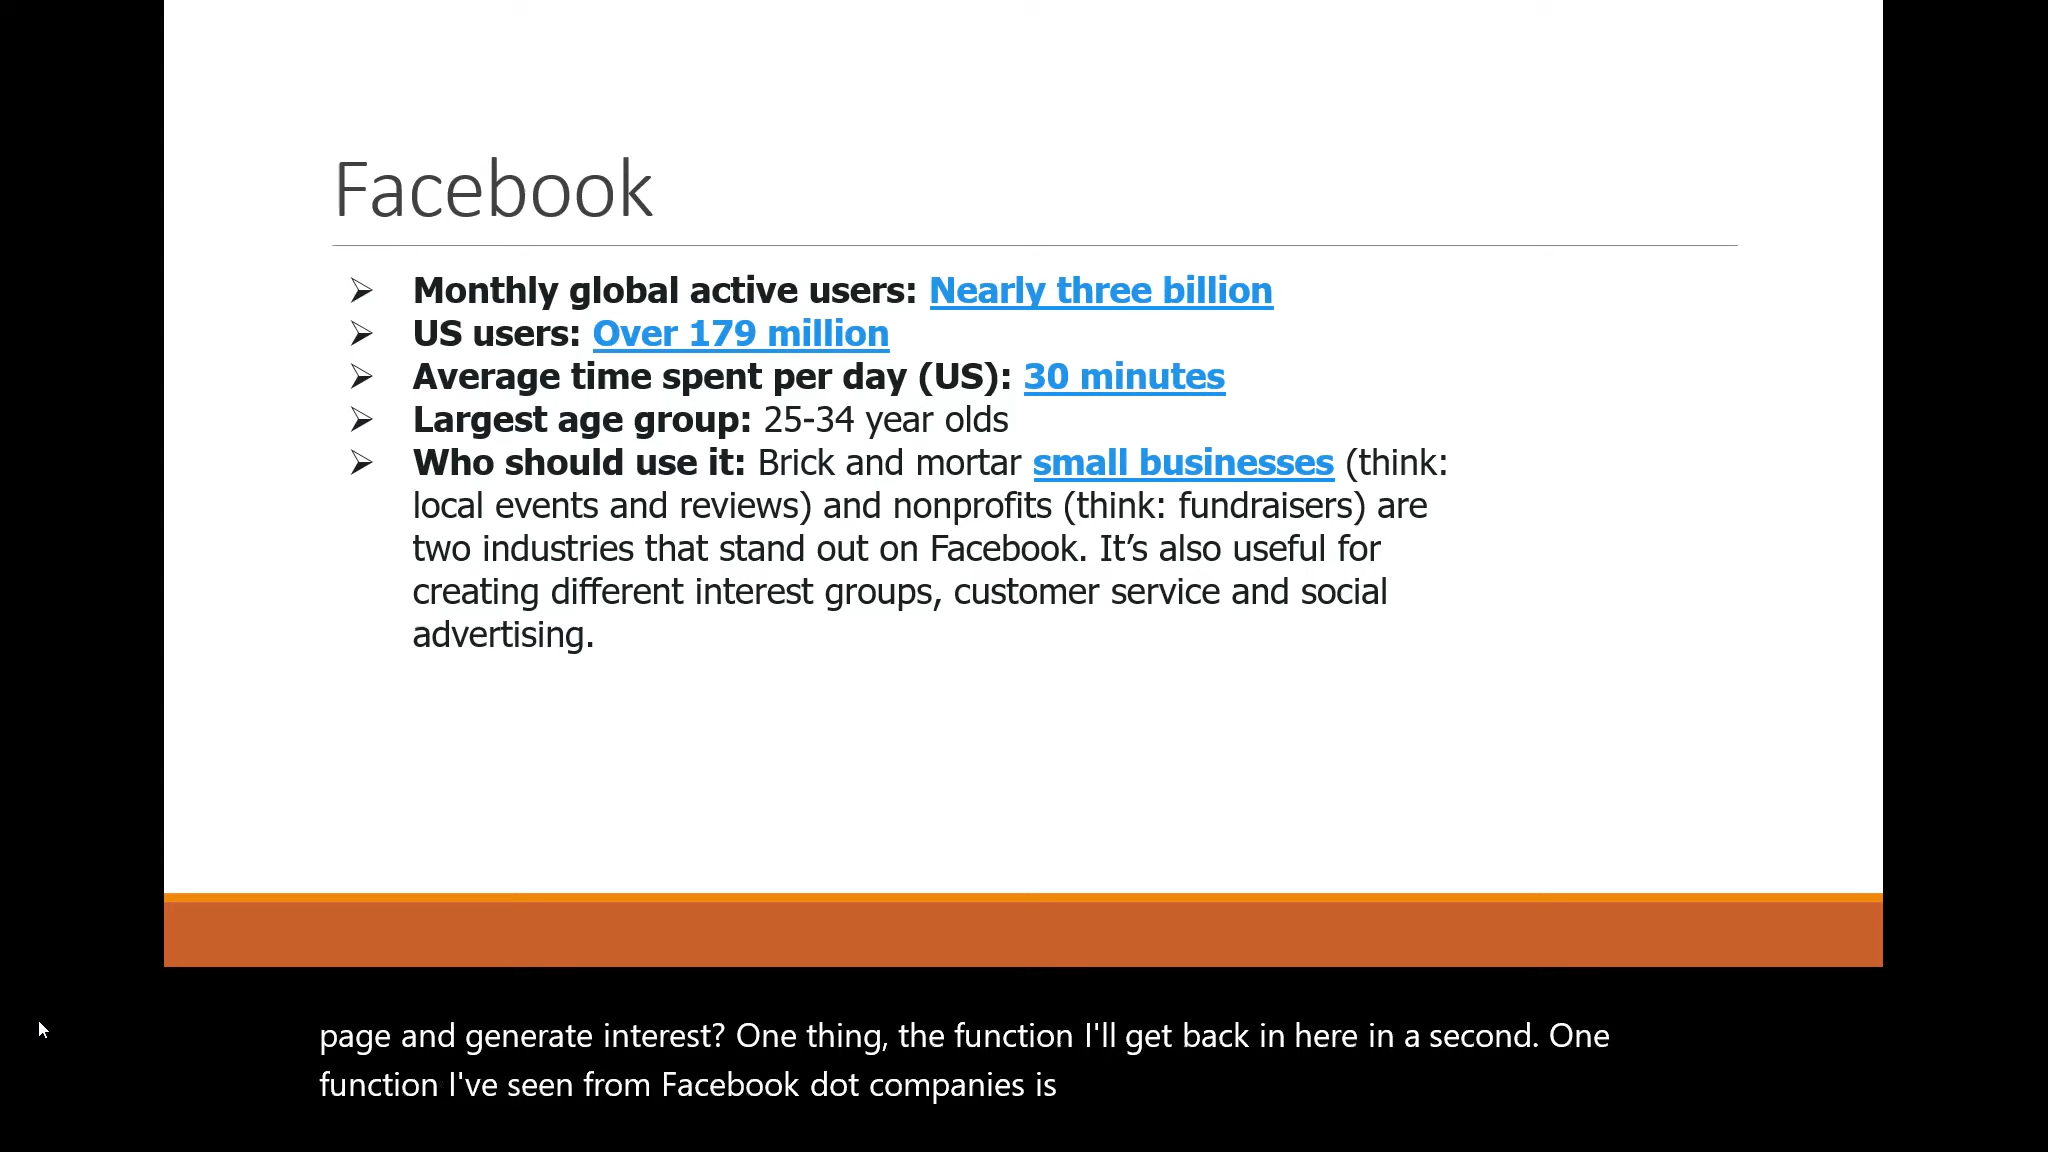 Facebook
Monthly global active users: Nearly three billion
US users: Over 179 million
Average time spent per day (US): 30 minutes
Largest age group: 25-34 year olds
Who should use it: Brick and mortar small businesses (think:
local events and reviews) and nonprofits (think: fundraisers) are
two industries that stand out on Facebook. It’s also useful for
creating different interest groups, customer service and social
advertising.
page and generate interest? One thing, the function I'll get back in here in a second. One
function I've seen from Facebook dot companies is